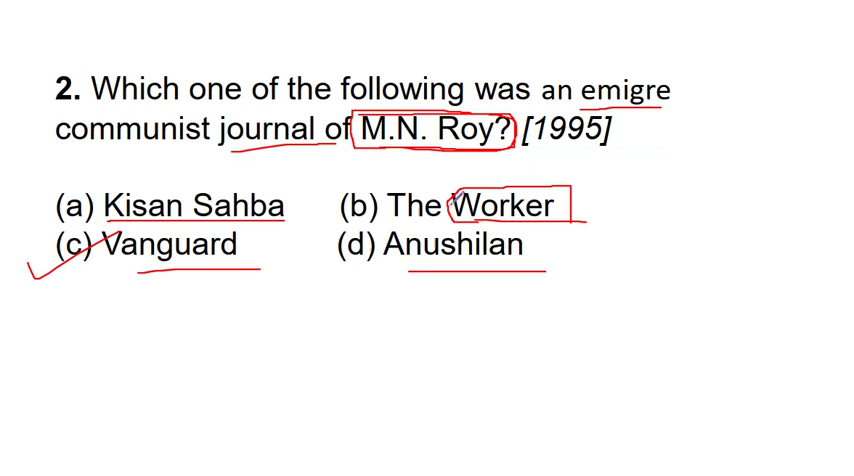 2. Which one of the following was an emigre
communist journal of M.N. Roy? [1995]
(a) Kisan Sahba (b) The Worker
(c) Vanguard (d) Anushilan